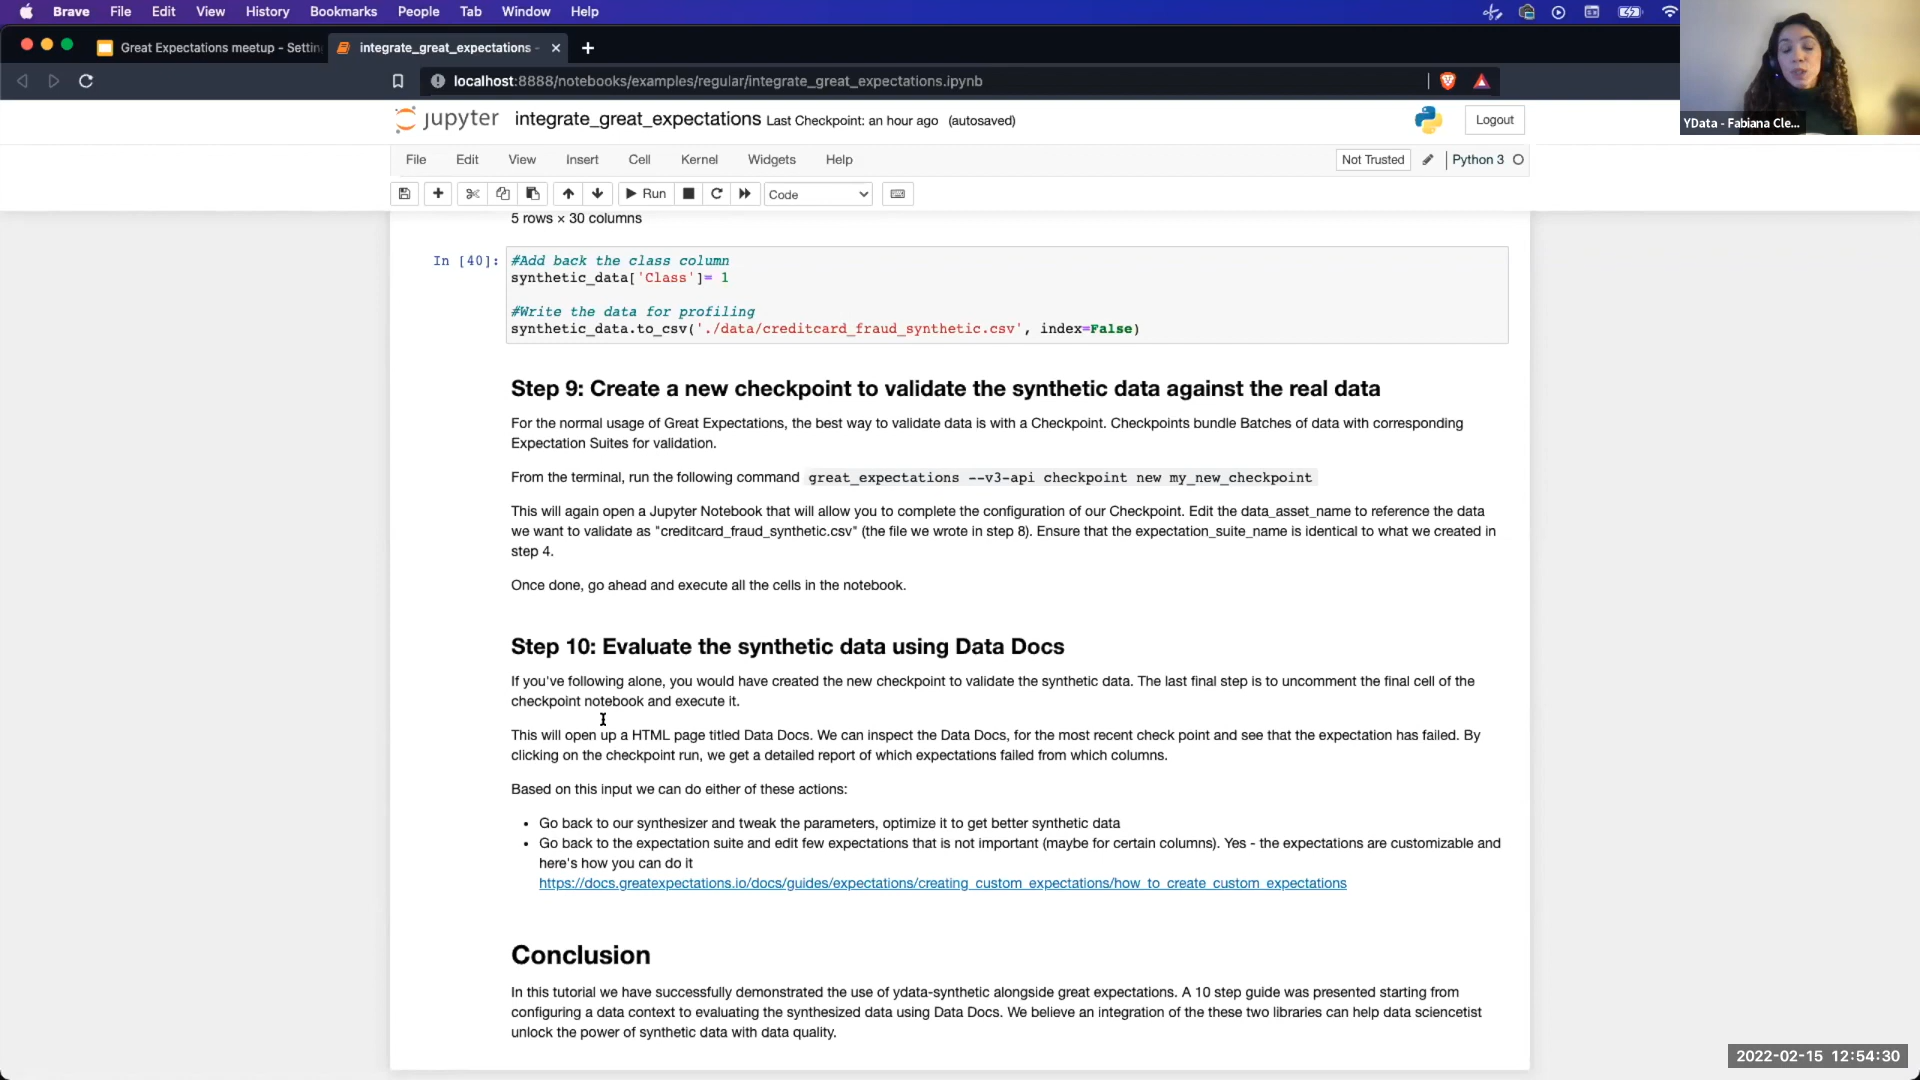 Brave File Edit View History Bookmarks People Tab Window Help
Great Expectations meetup - Settin
integrate_great_expectations -
localhost:8888/notebooks/examples/regular/integrate_great_expectations.ipynb
YData - Fabiana Cle...
jupyter integrate_great_expectations Last Checkpoint: an hour ago (autosaved)
Logout
File Edit View Insert Cell Kernel Widgets Help
Not Trusted Python 3
Run Code
5 rows × 30 columns
In [40]: #Add back the class column
synthetic_data['Class']= 1
#Write the data for profiling
synthetic_data.to_csv('./data/creditcard_fraud_synthetic.csv', index=False)
Step 9: Create a new checkpoint to validate the synthetic data against the real data
For the normal usage of Great Expectations, the best way to validate data is with a Checkpoint. Checkpoints bundle Batches of data with corresponding
Expectation Suites for validation.
From the terminal, run the following command great_expectations --v3-api checkpoint new my_new_checkpoint
This will again open a Jupyter Notebook that will allow you to complete the configuration of our Checkpoint. Edit the data_asset_name to reference the data
we want to validate as "creditcard_fraud_synthetic.csv" (the file we wrote in step 8). Ensure that the expectation_suite_name is identical to what we created in
step 4.
Once done, go ahead and execute all the cells in the notebook.
Step 10: Evaluate the synthetic data using Data Docs
If you've following alone, you would have created the new checkpoint to validate the synthetic data. The last final step is to uncomment the final cell of the
checkpoint notebook and execute it.
This will open up a HTML page titled Data Docs. We can inspect the Data Docs, for the most recent check point and see that the expectation has failed. By
clicking on the checkpoint run, we get a detailed report of which expectations failed from which columns.
Based on this input we can do either of these actions:
• Go back to our synthesizer and tweak the parameters, optimize it to get better synthetic data
• Go back to the expectation suite and edit few expectations that is not important (maybe for certain columns). Yes - the expectations are customizable and
here's how you can do it
https://docs.greatexpectations.io/docs/guides/expectations/creating_custom_expectations/how_to_create_custom_expectations
Conclusion
In this tutorial we have successfully demonstrated the use of ydata-synthetic alongside great expectations. A 10 step guide was presented starting from
configuring a data context to evaluating the synthesized data using Data Docs. We believe an integration of the these two libraries can help data sciencetist
unlock the power of synthetic data with data quality.
2022-02-15 12:54:30